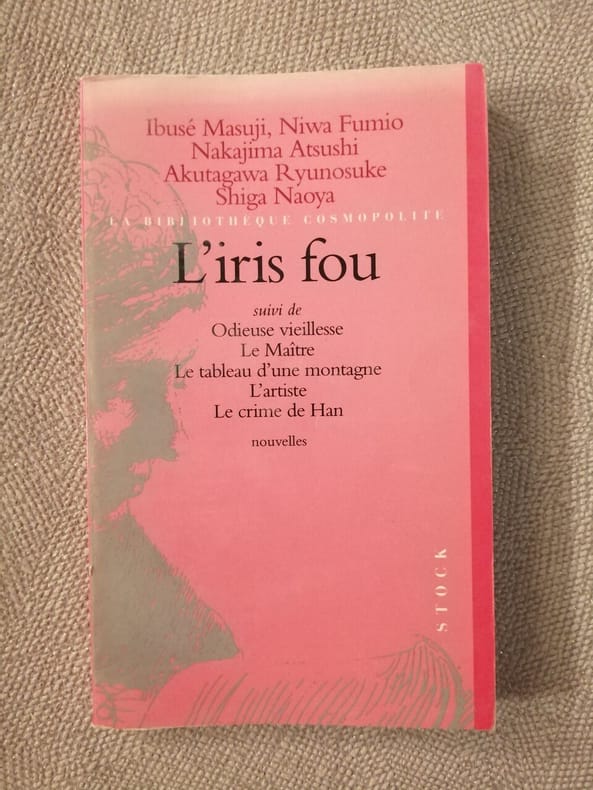 Ibusé Masuji, Niwa Fumio
Nakajima Atsushi
Akutagawa Ryunosuke
Shiga Naoya
LA BIBLIOTHÈQUE COSMOPOLITE
L'iris fou
suivi de
Odieuse vieillesse
Le Maître
Le tableau d'une montagne
L'artiste
Le crime de Han
nouvelles
STOCK